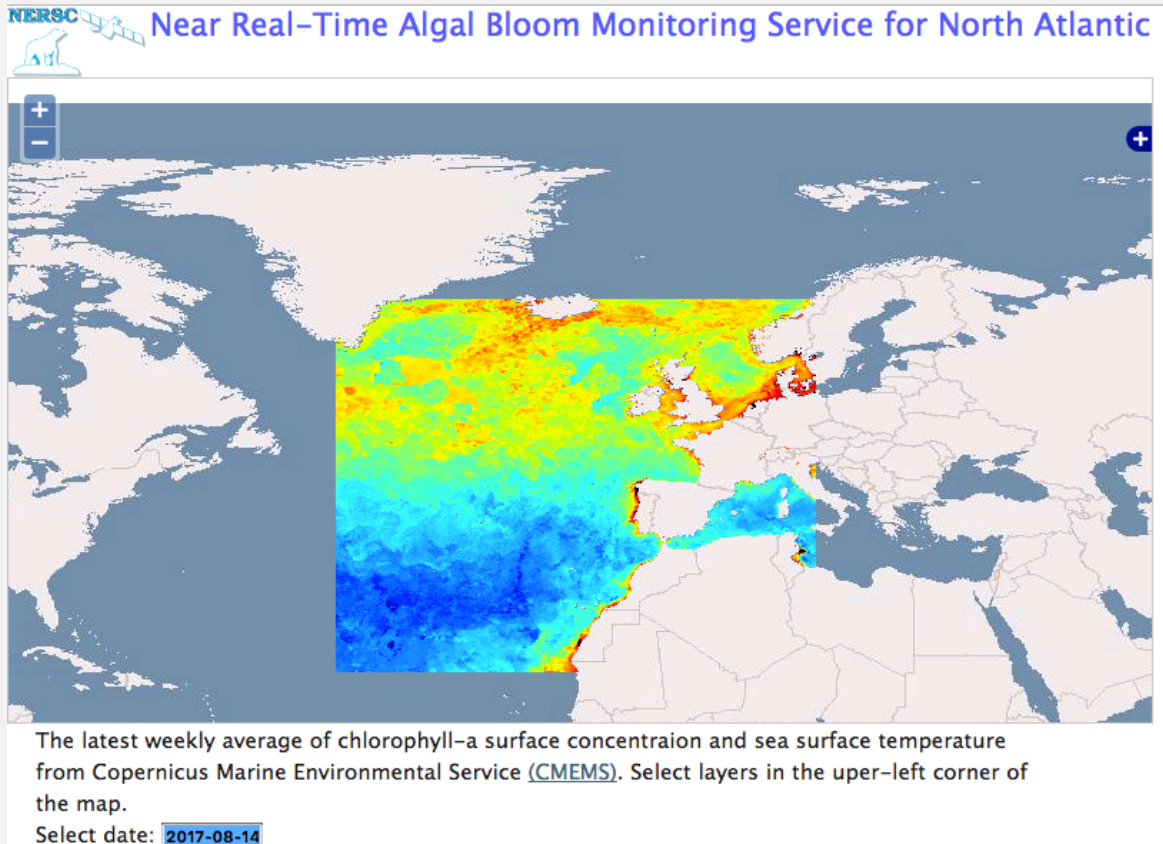 NERSC
Near Real-Time Algal Bloom Monitoring Service for North Atlantic
+
−
+
The latest weekly average of chlorophyll-a surface concentraion and sea surface temperature
from Copernicus Marine Environmental Service (CMEMS). Select layers in the uper-left corner of
the map.
Select date: 2017-08-14